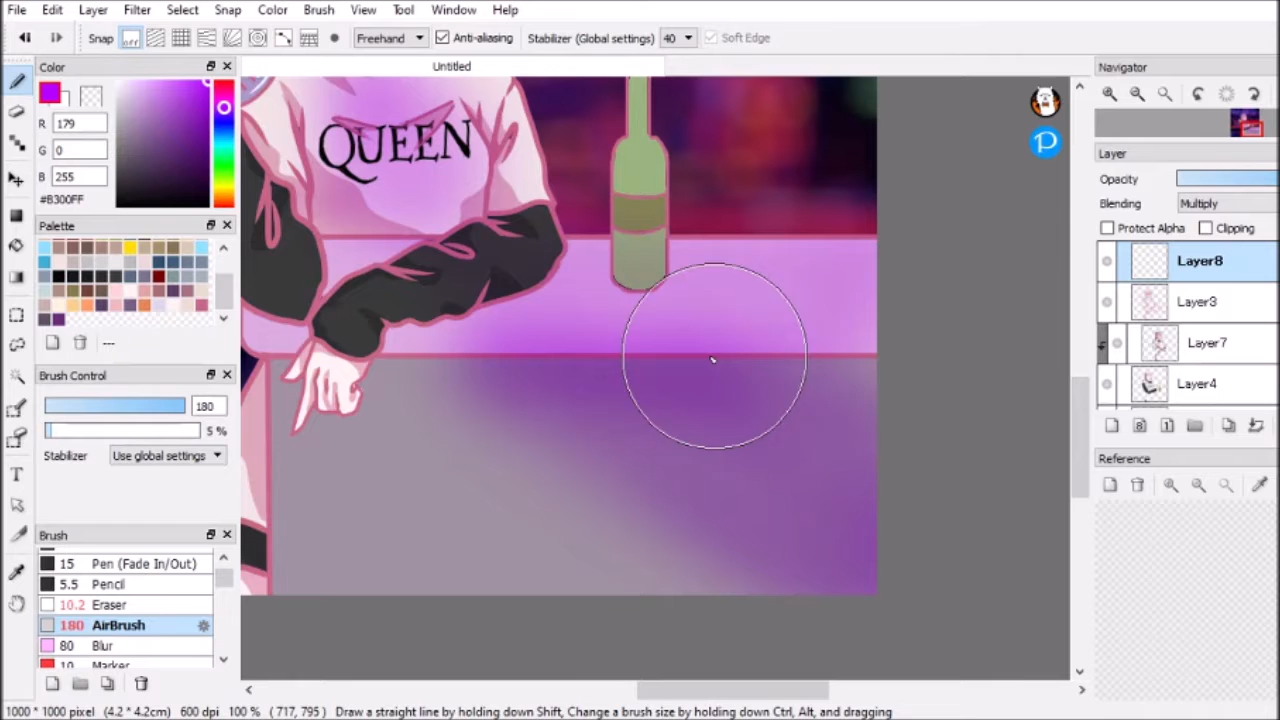 File Edit Layer Filter Select Snap Color Brush View Tool Window Help
Snap off Freehand Anti-aliasing Stabilizer (Global settings) 40 Soft Edge
Color
Untitled
Navigator
R 179
G 0
B 255
#B300FF
QUEEN
P
Layer
Opacity
Blending Multiply
Protect Alpha Clipping
Layer8
Layer3
Layer7
Layer4
Palette
---
Brush Control
180
5 %
Stabilizer Use global settings
8 1
Reference
Brush
15 Pen (Fade In/Out)
5.5 Pencil
10.2 Eraser
180 AirBrush
80 Blur
10 Marker
T
1000 * 1000 pixel (4.2 * 4.2cm) 600 dpi 100 % ( 717, 795 ) Draw a straight line by holding down Shift, Change a brush size by holding down Ctrl, Alt, and dragging